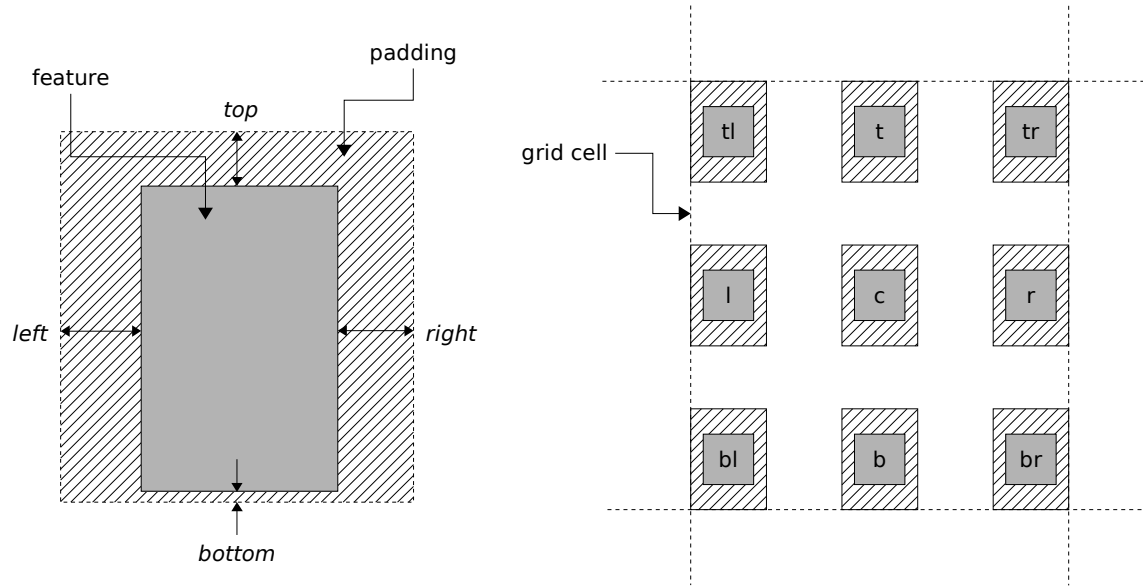 padding
feature
top
left
right
bottom
grid cell
tl t tr
l c r
bl b br